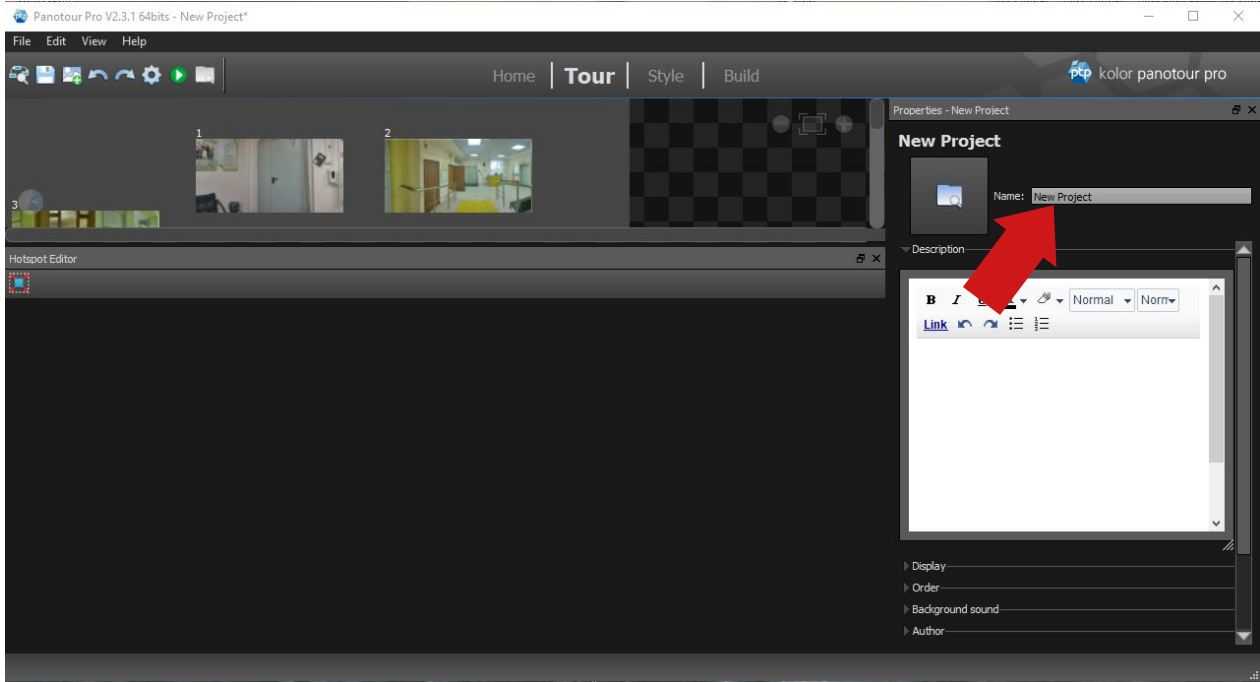 Panotour Pro V2.3.1 64bits - New Project*
File Edit View Help
Home Tour Style Build
ptp kolor panotour pro
1
2
3
Properties - New Project
New Project
Name: New Project
Description
B I
Normal Norm
Link
Hotspot Editor
Display
Order
Background sound
Author